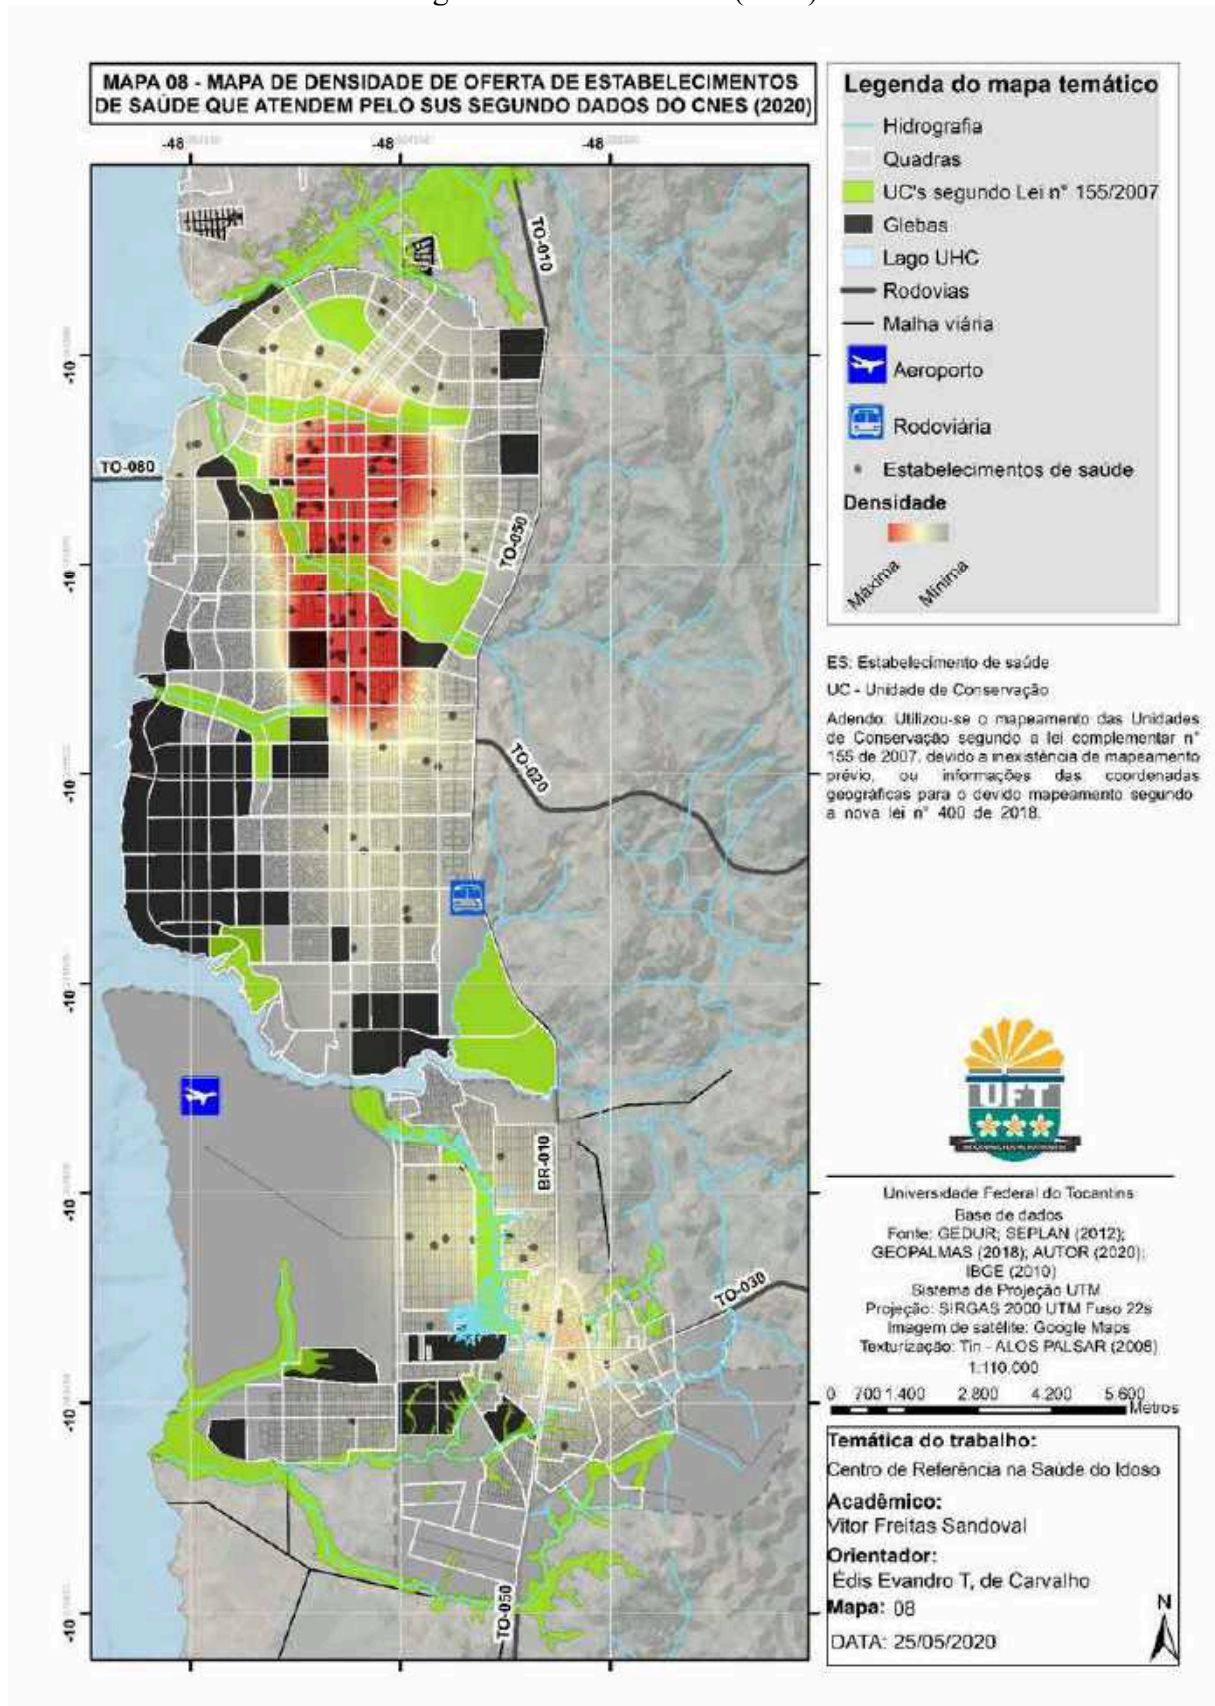 MAPA 08 - MAPA DE DENSIDADE DE OFERTA DE ESTABELECIMENTOS
DE SAÚDE QUE ATENDEM PELO SUS SEGUNDO DADOS DO CNES (2020)
-48
-48
-48
-10
-10
-10
-10
-10
-10
-10
TO-010
TO-080
TO-050
TO-020
BR-010
TO-030
TO-050
Legenda do mapa temático
Hidrografia
Quadras
UC's segundo Lei n° 155/2007
Glebas
Lago UHC
Rodovias
Malha viária
Aeroporto
Rodoviária
Estabelecimentos de saúde
Densidade
Máxima
Mínima
ES: Estabelecimento de saúde
UC - Unidade de Conservação
Adendo: Utilizou-se o mapeamento das Unidades
de Conservação segundo a lei complementar n°
155 de 2007, devido a inexistência de mapeamento
prévio, ou informações das coordenadas
geográficas para o devido mapeamento segundo
a nova lei n° 400 de 2018.
UFT
Universidade Federal do Tocantins
Base de dados
Fonte: GEDUR; SEPLAN (2012);
GEOPALMAS (2018); AUTOR (2020);
IBGE (2010)
Sistema de Projeção UTM
Projeção: SIRGAS 2000 UTM Fuso 22s
Imagem de satélite: Google Maps
Texturização: Tin - ALOS PALSAR (2008)
1:110.000
0 700 1.400 2.800 4.200 5.600
Metros
Temática do trabalho:
Centro de Referência na Saúde do Idoso
Acadêmico:
Vitor Freitas Sandoval
Orientador:
Édis Evandro T, de Carvalho
Mapa: 08
N
DATA: 25/05/2020